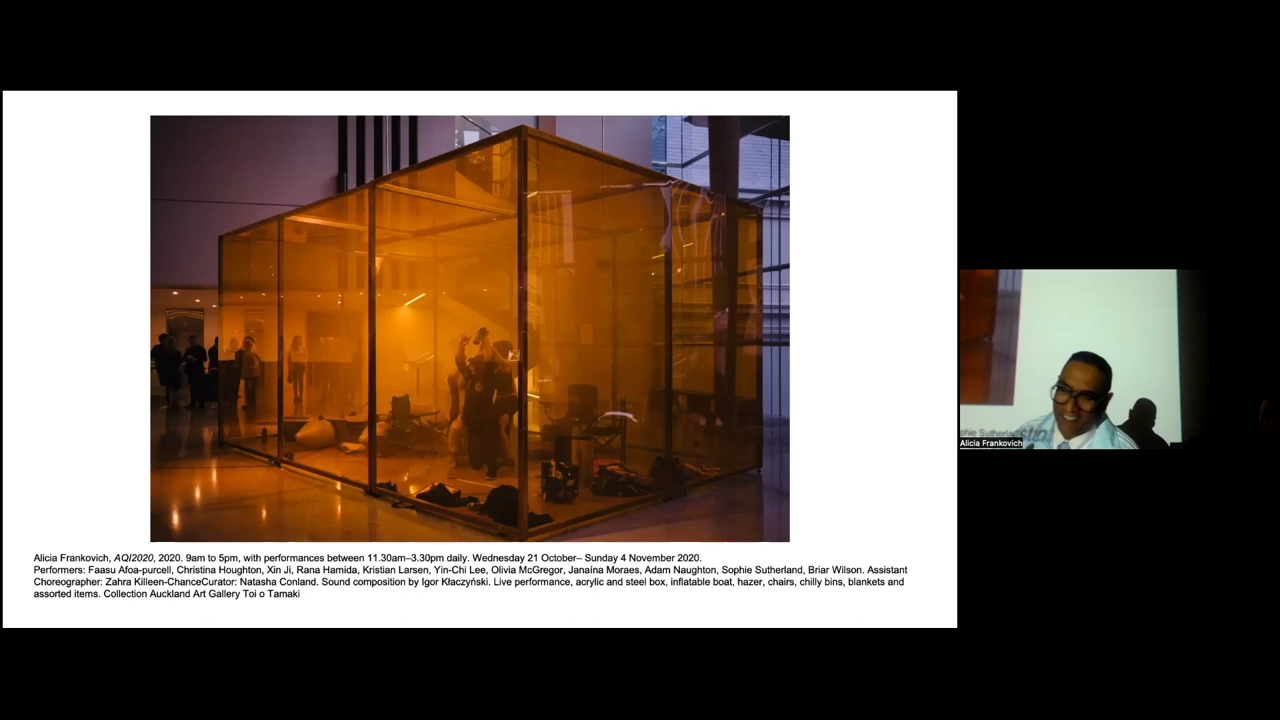 Alicia Frankovich, AQI2020, 2020. 9am to 5pm, with performances between 11.30am–3.30pm daily. Wednesday 21 October– Sunday 4 November 2020.
Performers: Faasu Afoa-purcell, Christina Houghton, Xin Ji, Rana Hamida, Kristian Larsen, Yin-Chi Lee, Olivia McGregor, Janaína Moraes, Adam Naughton, Sophie Sutherland, Briar Wilson. Assistant
Choreographer: Zahra Killeen-ChanceCurator: Natasha Conland. Sound composition by Igor Kłaczyński. Live performance, acrylic and steel box, inflatable boat, hazer, chairs, chilly bins, blankets and
assorted items. Collection Auckland Art Gallery Toi o Tamaki
Alicia Frankovich